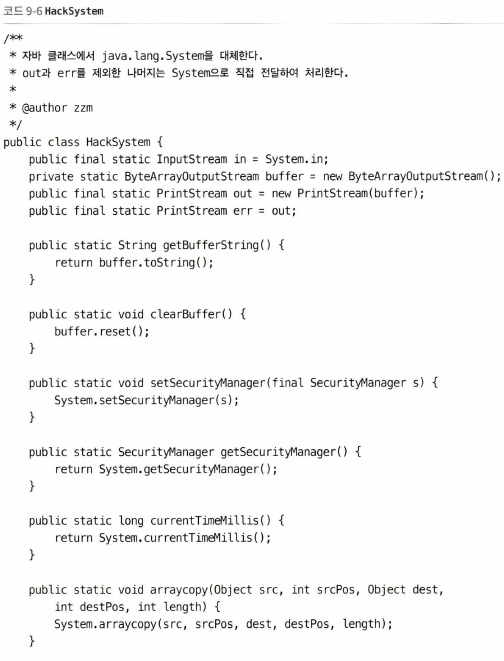 코드 9-6 HackSystem
/**
 * 자바 클래스에서 java.lang.System을 대체한다.
 * out과 err를 제외한 나머지는 System으로 직접 전달하여 처리한다.
 *
 * @author zzm
 */
public class HackSystem {
    public final static InputStream in = System.in;
    private static ByteArrayOutputStream buffer = new ByteArrayOutputStream();
    public final static PrintStream out = new PrintStream(buffer);
    public final static PrintStream err = out;

    public static String getBufferString() {
        return buffer.toString();
    }

    public static void clearBuffer() {
        buffer.reset();
    }

    public static void setSecurityManager(final SecurityManager s) {
        System.setSecurityManager(s);
    }

    public static SecurityManager getSecurityManager() {
        return System.getSecurityManager();
    }

    public static long currentTimeMillis() {
        return System.currentTimeMillis();
    }

    public static void arraycopy(Object src, int srcPos, Object dest,
        int destPos, int length) {
        System.arraycopy(src, srcPos, dest, destPos, length);
    }